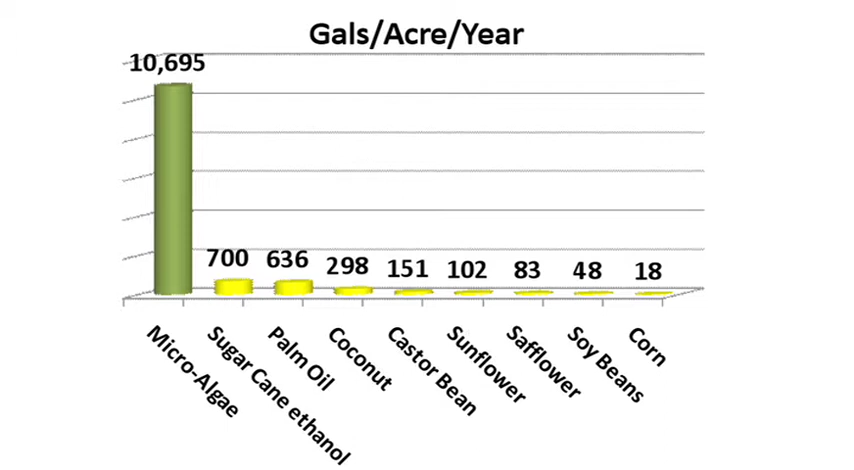 Gals/Acre/Year
10,695
700
636
298
151
102
83
48
18
Micro-Algae
Sugar Cane ethanol
Palm Oil
Coconut
Castor Bean
Sunflower
Safflower
Soy Beans
Corn